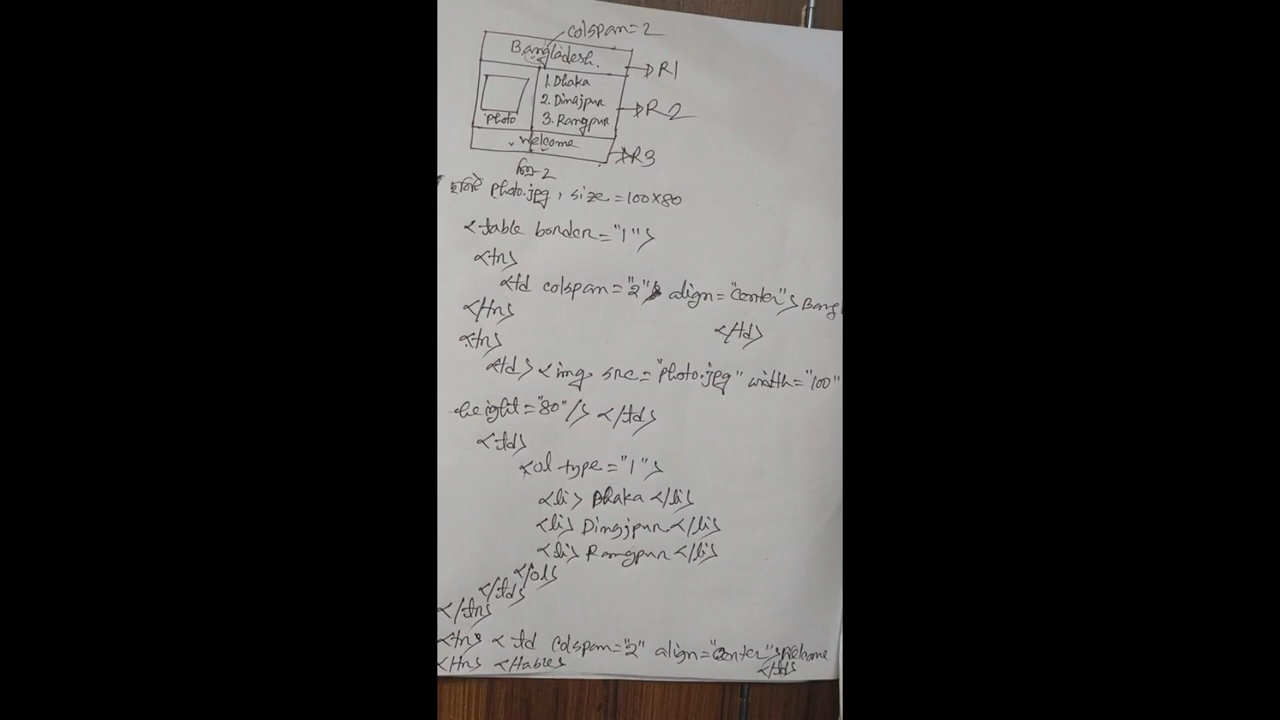 colspan=2
Bangladesh.
R1
1. Dhaka
2. Dinajpur
R2
photo
3. Rangpur
Welcome
R3
চিত্র-2
photo.jpg, size=100×80
<table border="1">
<tr>
<td colspan="2" align="center">Bang
</tr>
</td>
<tr>
<td><img src="photo.jpg" width="100"
height="80"/></td>
<td>
<ol type="1">
<li>Dhaka</li>
<li>Dinajpur</li>
<li>Rangpur</li>
</ol>
</td>
</tr>
<tr><td colspan="2" align="center">Welcome
</tr></table>
</td>